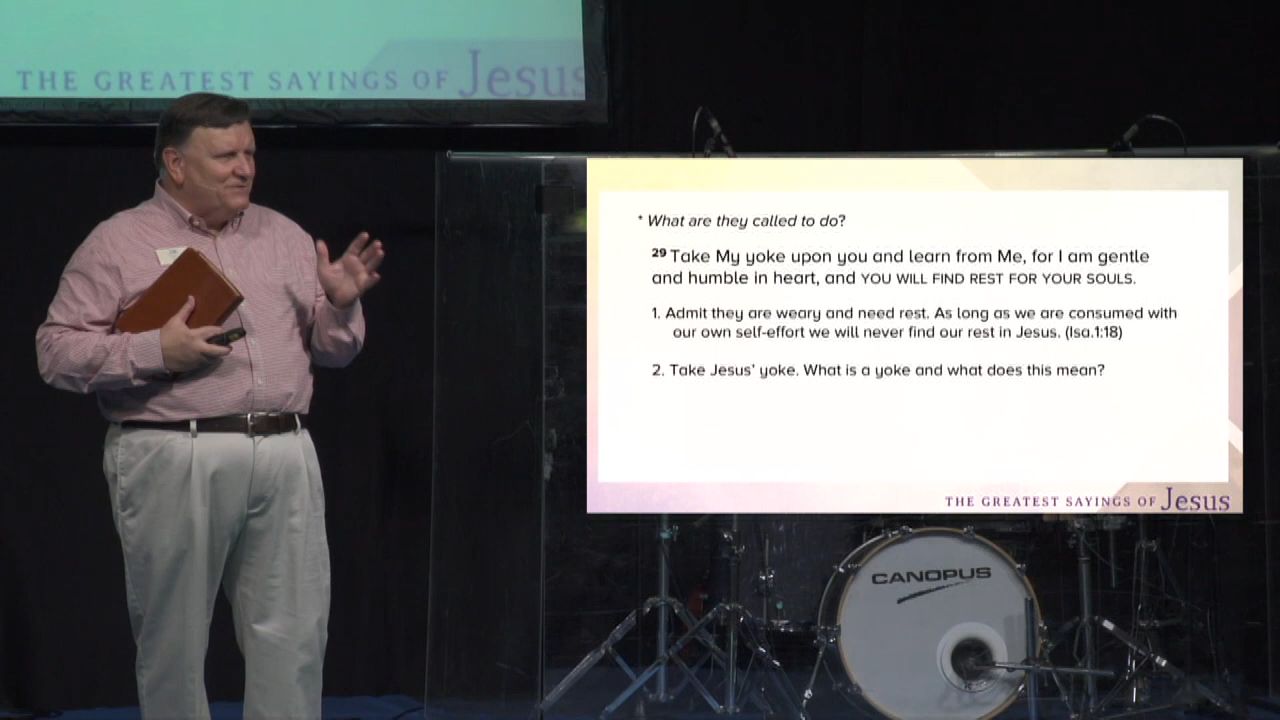 THE GREATEST SAYINGS OF Jesus
* What are they called to do?
29 Take My yoke upon you and learn from Me, for I am gentle
and humble in heart, and YOU WILL FIND REST FOR YOUR SOULS.
1. Admit they are weary and need rest. As long as we are consumed with
our own self-effort we will never find our rest in Jesus. (Isa.1:18)
2. Take Jesus' yoke. What is a yoke and what does this mean?
THE GREATEST SAYINGS OF Jesus
CANOPUS